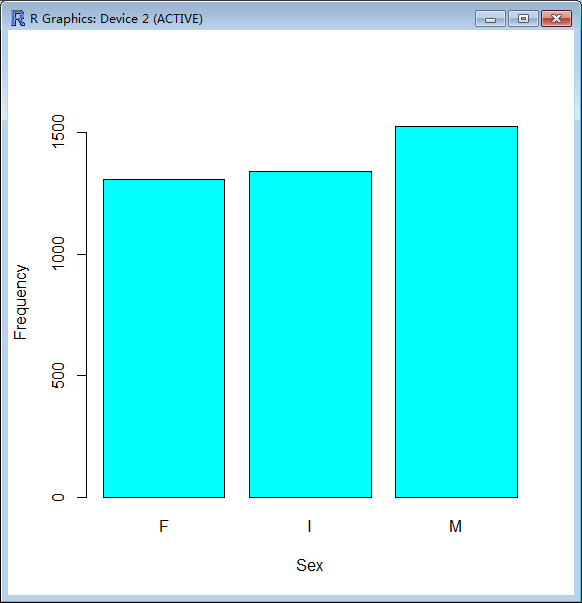 R Graphics: Device 2 (ACTIVE)
1500
1000
500
0
Frequency
F I M
Sex